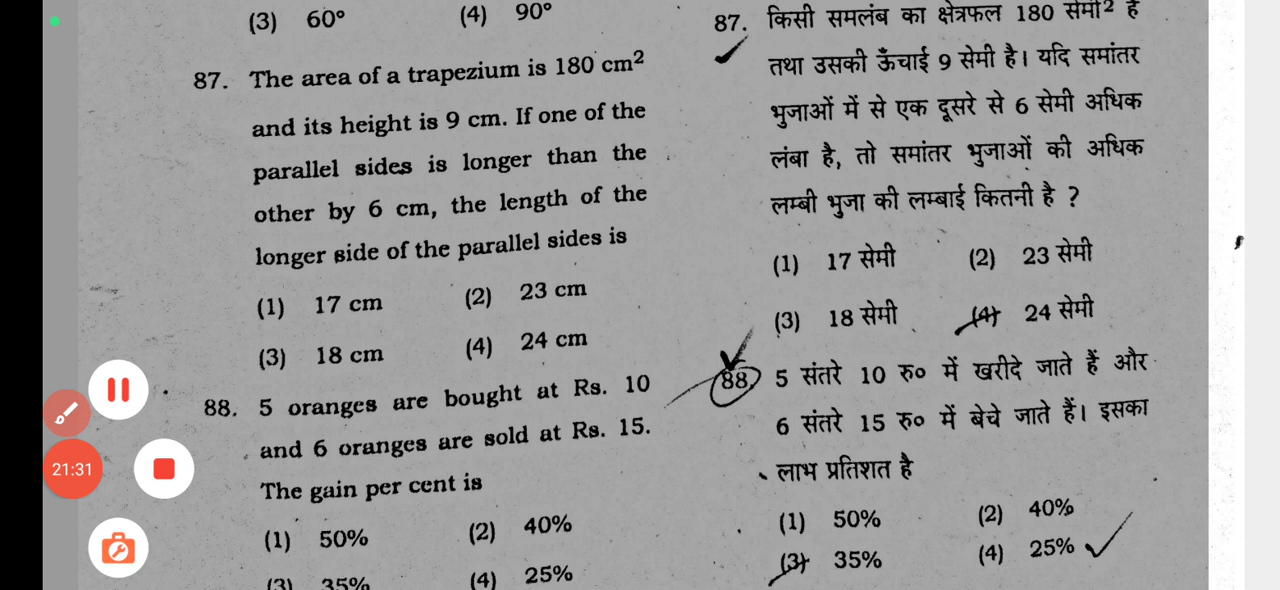 (3) 60° (4) 90°
87. The area of a trapezium is 180 cm²
and its height is 9 cm. If one of the
parallel sides is longer than the
other by 6 cm, the length of the
longer side of the parallel sides is
(1) 17 cm (2) 23 cm
(3) 18 cm (4) 24 cm
88. 5 oranges are bought at Rs. 10
and 6 oranges are sold at Rs. 15.
The gain per cent is
(1) 50% (2) 40%
(3) 35% (4) 25%
87. किसी समलंब का क्षेत्रफल 180 सेमी² है
तथा उसकी ऊँचाई 9 सेमी है। यदि समांतर
भुजाओं में से एक दूसरे से 6 सेमी अधिक
लंबा है, तो समांतर भुजाओं की अधिक
लम्बी भुजा की लम्बाई कितनी है ?
(1) 17 सेमी (2) 23 सेमी
(3) 18 सेमी (4) 24 सेमी
88. 5 संतरे 10 रु० में खरीदे जाते हैं और
6 संतरे 15 रु० में बेचे जाते हैं। इसका
लाभ प्रतिशत है
(1) 50% (2) 40%
(3) 35% (4) 25%
21:31